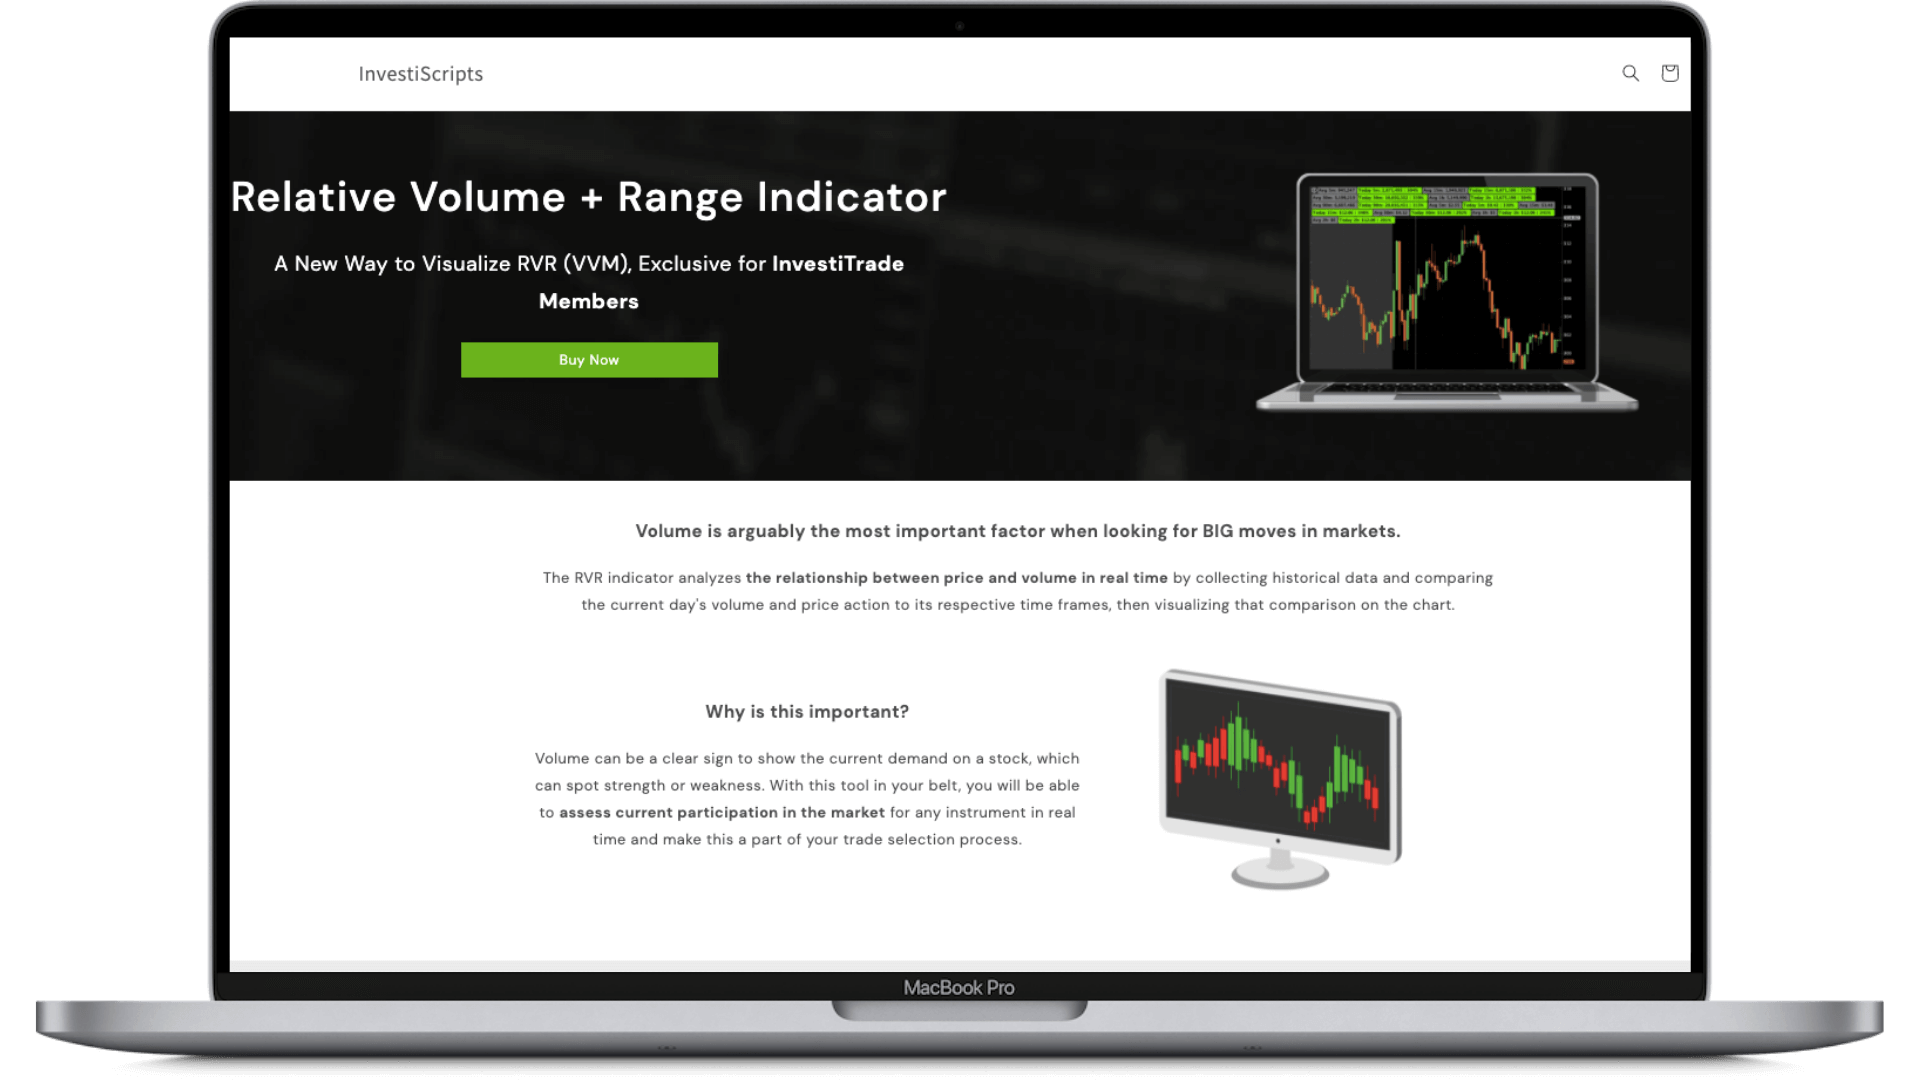 InvestiScripts
Relative Volume + Range Indicator
A New Way to Visualize RVR (VVM), Exclusive for InvestiTrade
Members
Buy Now
Volume is arguably the most important factor when looking for BIG moves in markets.
The RVR indicator analyzes the relationship between price and volume in real time by collecting historical data and comparing
the current day's volume and price action to its respective time frames, then visualizing that comparison on the chart.
Why is this important?
Volume can be a clear sign to show the current demand on a stock, which
can spot strength or weakness. With this tool in your belt, you will be able
to assess current participation in the market for any instrument in real
time and make this a part of your trade selection process.
MacBook Pro